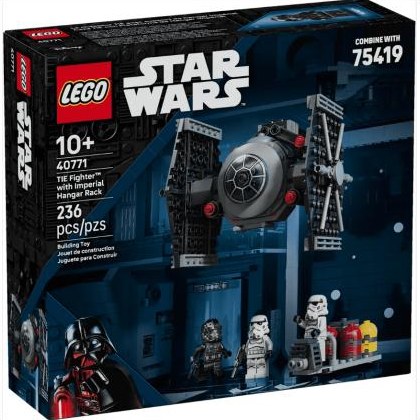 LEGO
STAR
WARS
COMBINE WITH
75419
10+
40771
TIE Fighter™
with Imperial
Hangar Rack
236
pcs/pzs
Building Toy
Jouet de construction
Juguete para Construir
40771
LEGO
STAR
WARS